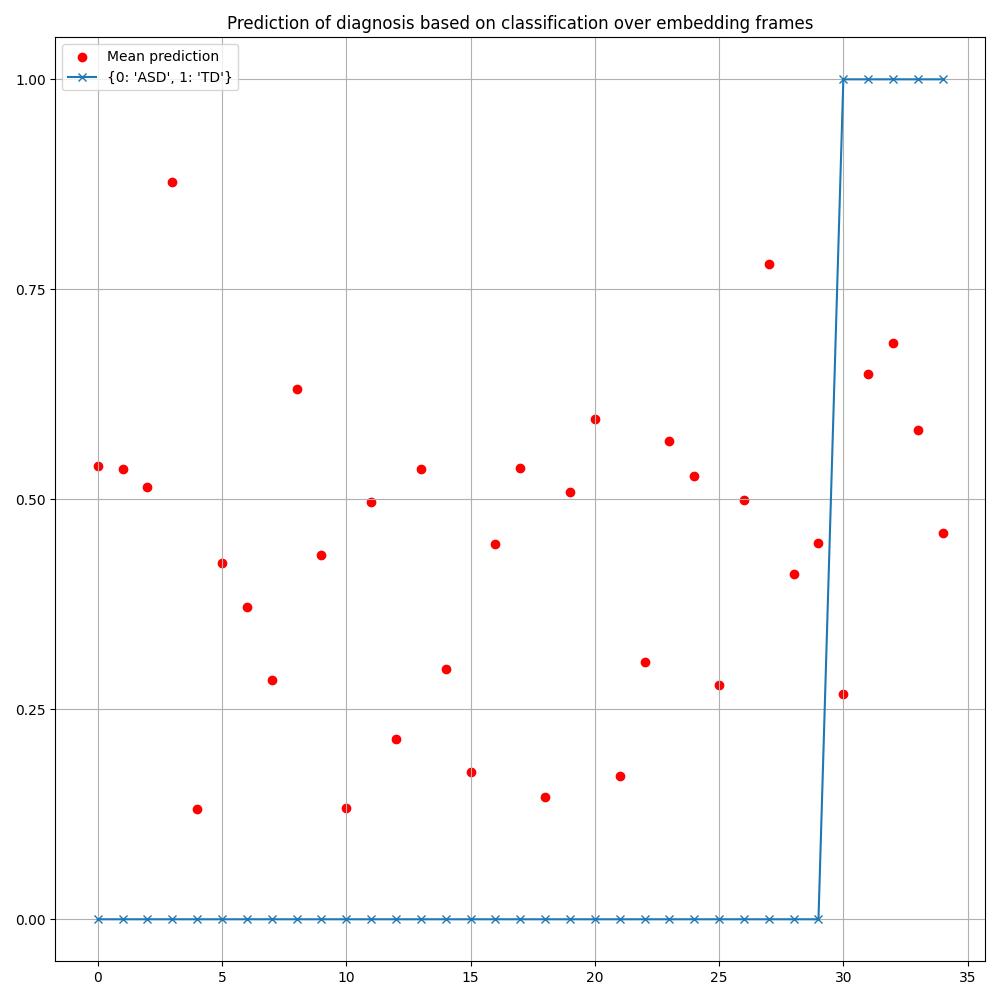 Prediction of diagnosis based on classification over embedding frames
Mean prediction
{0: 'ASD', 1: 'TD'}
1.00
0.75
0.50
0.25
0.00
0 5 10 15 20 25 30 35